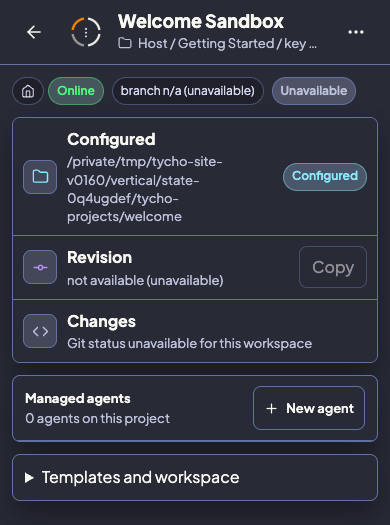 Welcome Sandbox
Host / Getting Started / key ...
Online
branch n/a (unavailable)
Unavailable
Configured
/private/tmp/tycho-site-
v0160/vertical/state-
0q4ugdef/tycho-
projects/welcome
Configured
Revision
not available (unavailable)
Copy
Changes
Git status unavailable for this workspace
Managed agents
0 agents on this project
+ New agent
Templates and workspace